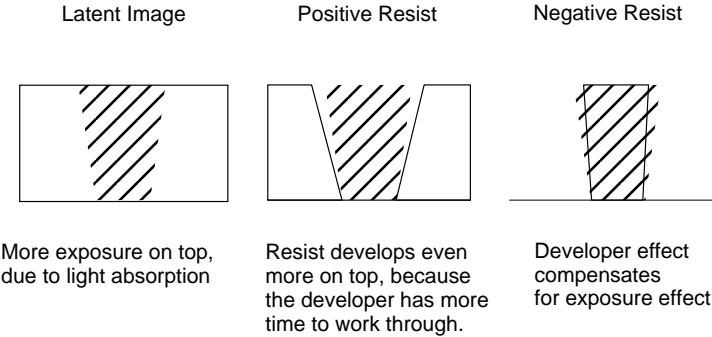 Latent Image
Positive Resist
Negative Resist
More exposure on top,
due to light absorption
Resist develops even
more on top, because
the developer has more
time to work through.
Developer effect
compensates
for exposure effect